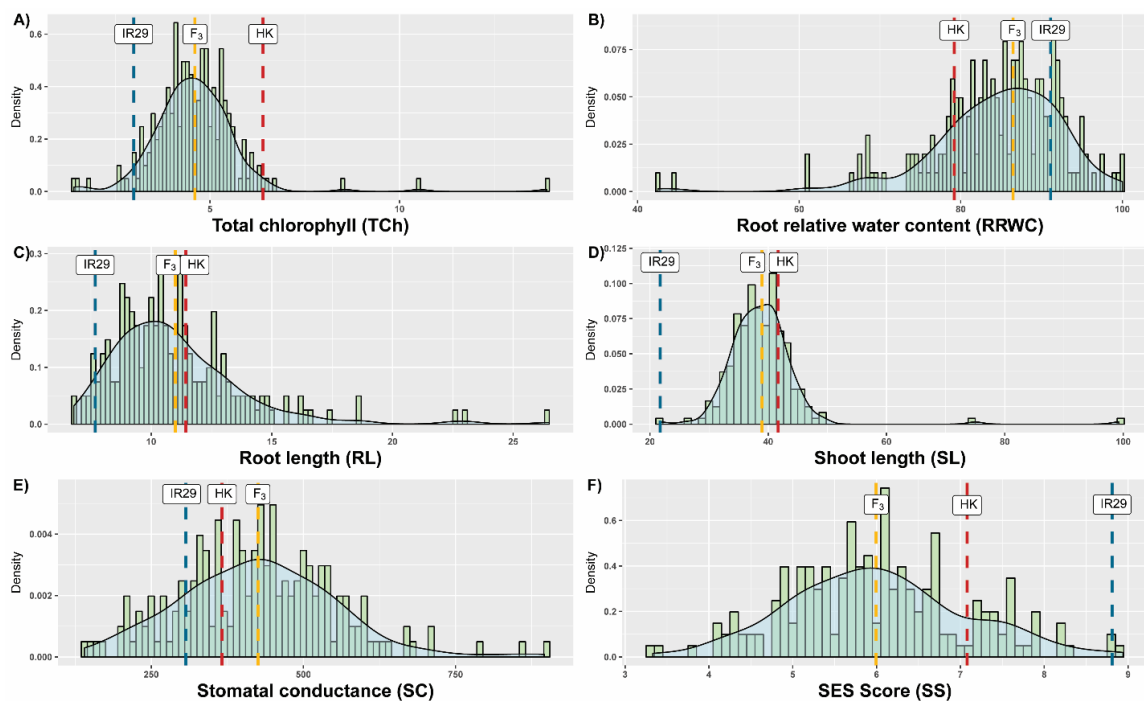 A)
IR29
F3
HK
0.6
0.4
0.2
0.0
Density
5
10
Total chlorophyll (TCh)
B)
HK
F3
IR29
0.075
0.050
0.025
0.000
Density
40
60
80
100
Root relative water content (RRWC)
C)
IR29
F3
HK
0.3
0.2
0.1
0.0
Density
10
15
20
25
Root length (RL)
D)
IR29
F3
HK
0.125
0.100
0.075
0.050
0.025
0.000
Density
20
40
60
80
100
Shoot length (SL)
E)
IR29
HK
F3
0.004
0.002
0.000
Density
250
500
750
Stomatal conductance (SC)
F)
F3
HK
IR29
0.6
0.4
0.2
0.0
Density
3
4
5
6
7
8
9
SES Score (SS)